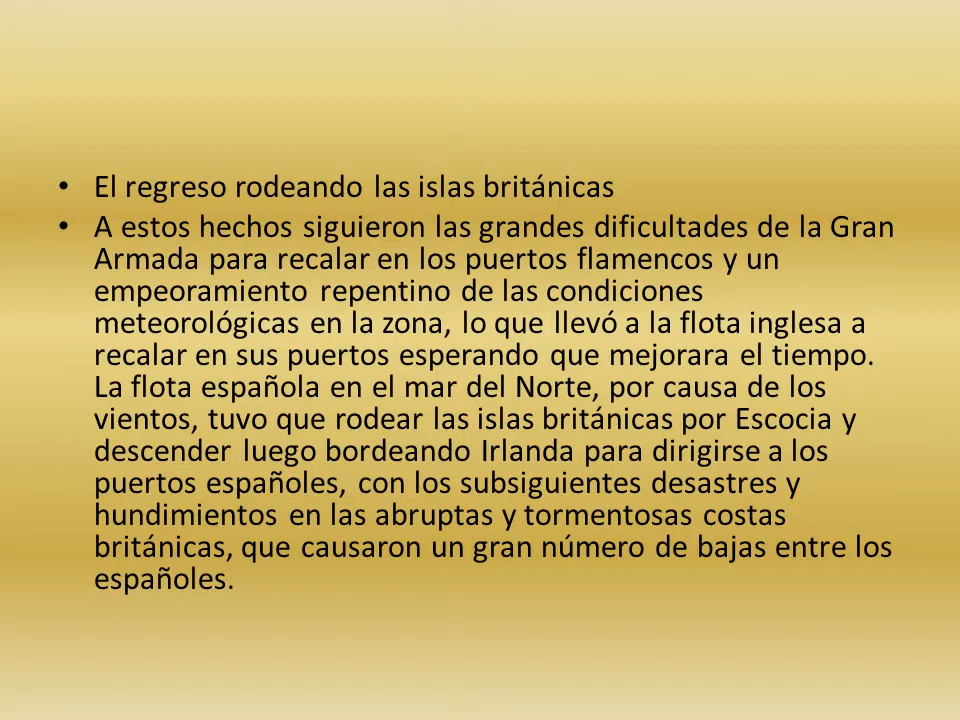 • El regreso rodeando las islas británicas
• A estos hechos siguieron las grandes dificultades de la Gran
Armada para recalar en los puertos flamencos y un
empeoramiento repentino de las condiciones
meteorológicas en la zona, lo que llevó a la flota inglesa a
recalar en sus puertos esperando que mejorara el tiempo.
La flota española en el mar del Norte, por causa de los
vientos, tuvo que rodear las islas británicas por Escocia y
descender luego bordeando Irlanda para dirigirse a los
puertos españoles, con los subsiguientes desastres y
hundimientos en las abruptas y tormentosas costas
británicas, que causaron un gran número de bajas entre los
españoles.